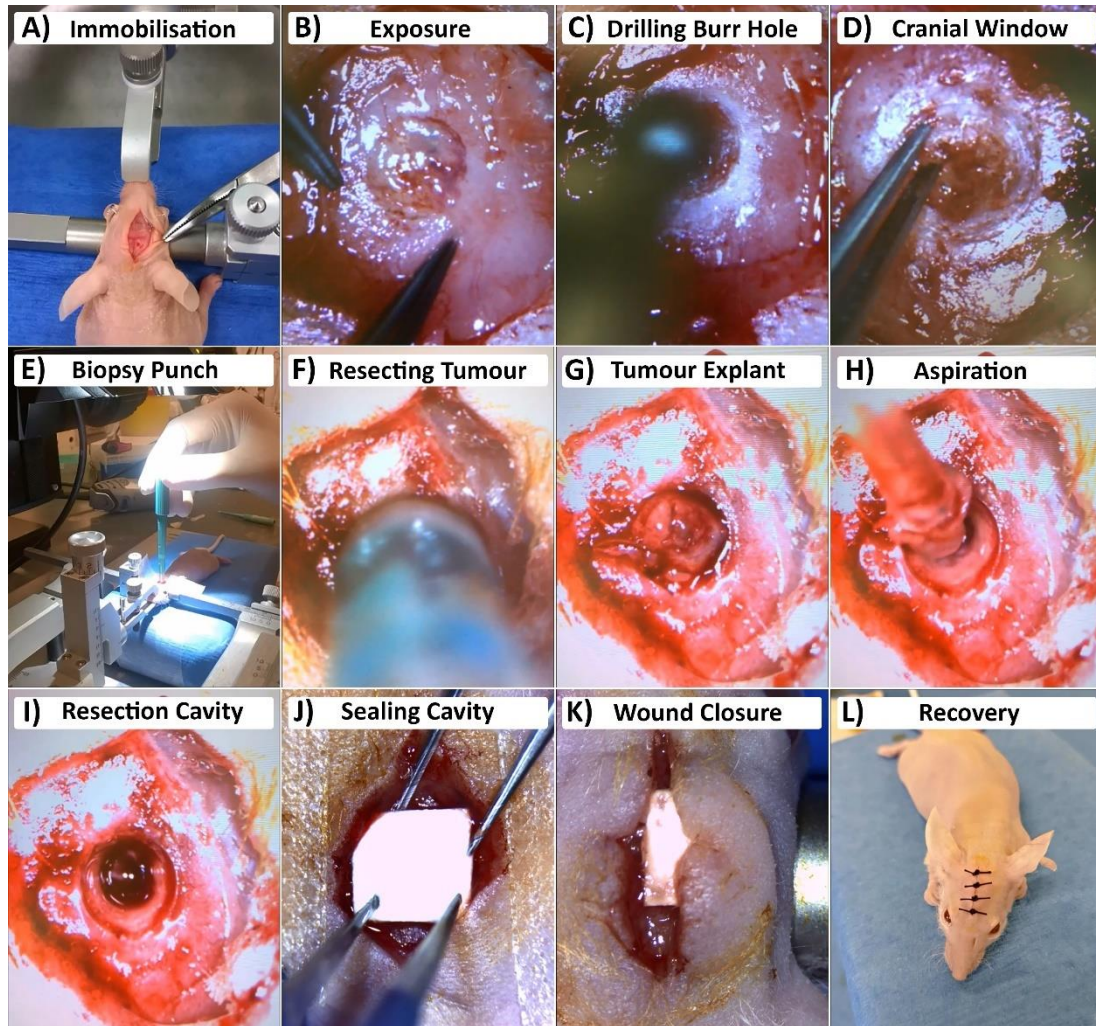 A) Immobilisation
B) Exposure
C) Drilling Burr Hole
D) Cranial Window
E) Biopsy Punch
F) Resecting Tumour
G) Tumour Explant
H) Aspiration
I) Resection Cavity
J) Sealing Cavity
K) Wound Closure
L) Recovery